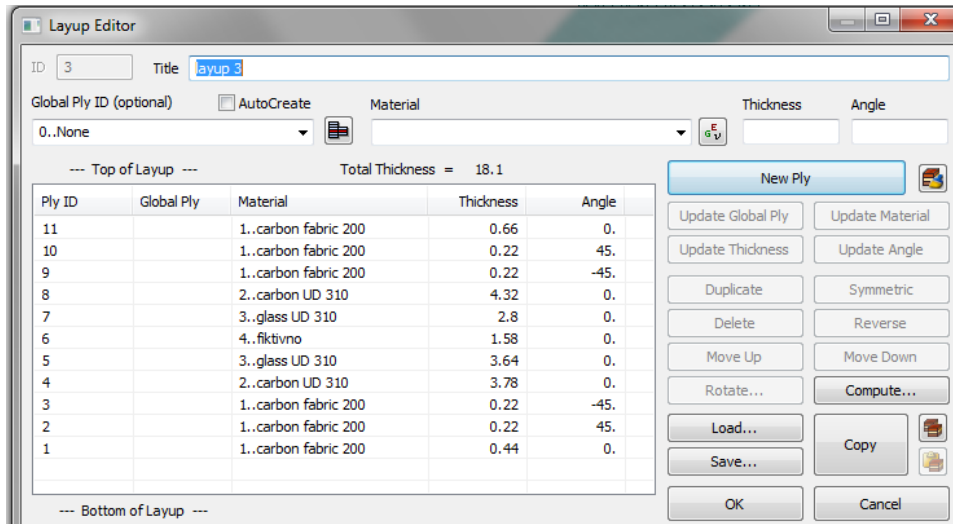 Layup Editor
ID 3 Title layup 3
Global Ply ID (optional) AutoCreate Material Thickness Angle
0..None
--- Top of Layup --- Total Thickness = 18.1
New Ply
Ply ID Global Ply Material Thickness Angle
Update Global Ply Update Material
11 1..carbon fabric 200 0.66 0.
10 1..carbon fabric 200 0.22 45.
Update Thickness Update Angle
9 1..carbon fabric 200 0.22 -45.
8 2..carbon UD 310 4.32 0.
Duplicate Symmetric
7 3..glass UD 310 2.8 0.
Delete Reverse
6 4..fiktivno 1.58 0.
5 3..glass UD 310 3.64 0.
Move Up Move Down
4 2..carbon UD 310 3.78 0.
Rotate... Compute...
3 1..carbon fabric 200 0.22 -45.
2 1..carbon fabric 200 0.22 45.
Load...
1 1..carbon fabric 200 0.44 0.
Copy
Save...
--- Bottom of Layup ---
OK Cancel